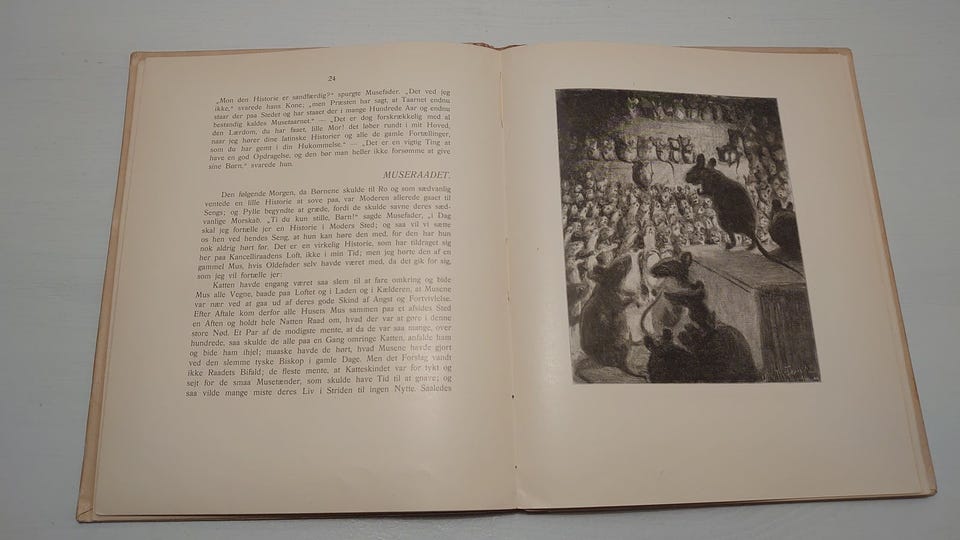 24
„Mon den Historie er sandfærdig?“ spurgte Musefader. „Det ved jeg
ikke,“ svarede hans Kone; „men Præsten har sagt, at Taarnet endnu
staar der paa Stedet og har staaet der i mange Hundrede Aar og endnu
bestandig kaldes Musetaarnet.“ — „Det er dog forskrækkelig med al
den Lærdom, du har faaet, lille Mor! det løber rundt i mit Hoved,
naar jeg hører dine latinske Historier og alle de gamle Fortællinger,
som du har gemt i din Hukommelse.“ — „Det er en vigtig Ting at
have en god Opdragelse, og den bør man heller ikke forsømme at give
sine Børn,“ svarede hun.
MUSERAADET.
Den følgende Morgen, da Børnene skulde til Ro og som sædvanlig
ventede en lille Historie at sove paa, var Moderen allerede gaaet til
Sengs; og Pylle begyndte at græde, fordi de skulde savne deres sæd-
vanlige Morskab. „Ti du kun stille, Barn!“ sagde Musefader, „i Dag
skal jeg fortælle jer en Historie i Moders Sted; og saa vil vi sætte
os hen ved hendes Seng, at hun kan høre den med, for den har hun
nok aldrig hørt før. Det er en virkelig Historie, som har tildraget sig
her paa Kancelliraadens Loft, ikke i min Tid; men jeg hørte den af en
gammel Mus, hvis Oldefader selv havde været med, da det gik for sig,
som jeg vil fortælle jer:
Katten havde engang været saa slem til at fare omkring og bide
Mus alle Vegne, baade paa Loftet og i Laden og i Kælderen, at Musene
var nær ved at gaa ud af deres gode Skind af Angst og Fortvivlelse.
Efter Aftale kom derfor alle Husets Mus sammen paa et afsides Sted
en Aften og holdt hele Natten Raad om, hvad der var at gøre i denne
store Nød. Et Par af de modigste mente, at da de var saa mange, over
hundrede, saa skulde de alle paa en Gang omringe Katten, anfalde ham
og bide ham ihjel; maaske havde de hørt, hvad Musene havde gjort
ved den slemme tyske Biskop i gamle Dage. Men det Forslag vandt
ikke Raadets Bifald; de fleste mente, at Katteskindet var for tykt og
sejt for de smaa Musetænder, som skulde have Tid til at gnave; og
saa vilde mange miste deres Liv i Striden til ingen Nytte. Saaledes